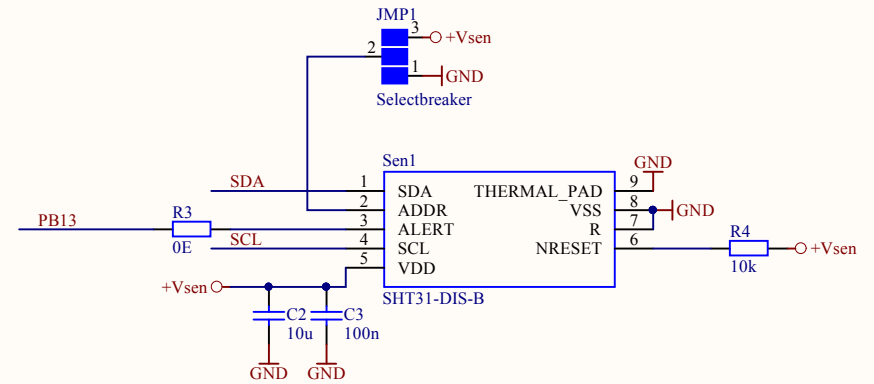 JMP1
3
+Vsen
2
1
GND
Selectbreaker
Sen1
GND
SDA
1
SDA
THERMAL_PAD
9
2
ADDR
VSS
8
GND
PB13
R3
3
ALERT
R
7
R4
0E
SCL
4
SCL
NRESET
6
+Vsen
5
VDD
10k
+Vsen
SHT31-DIS-B
C2
C3
10u
100n
GND
GND